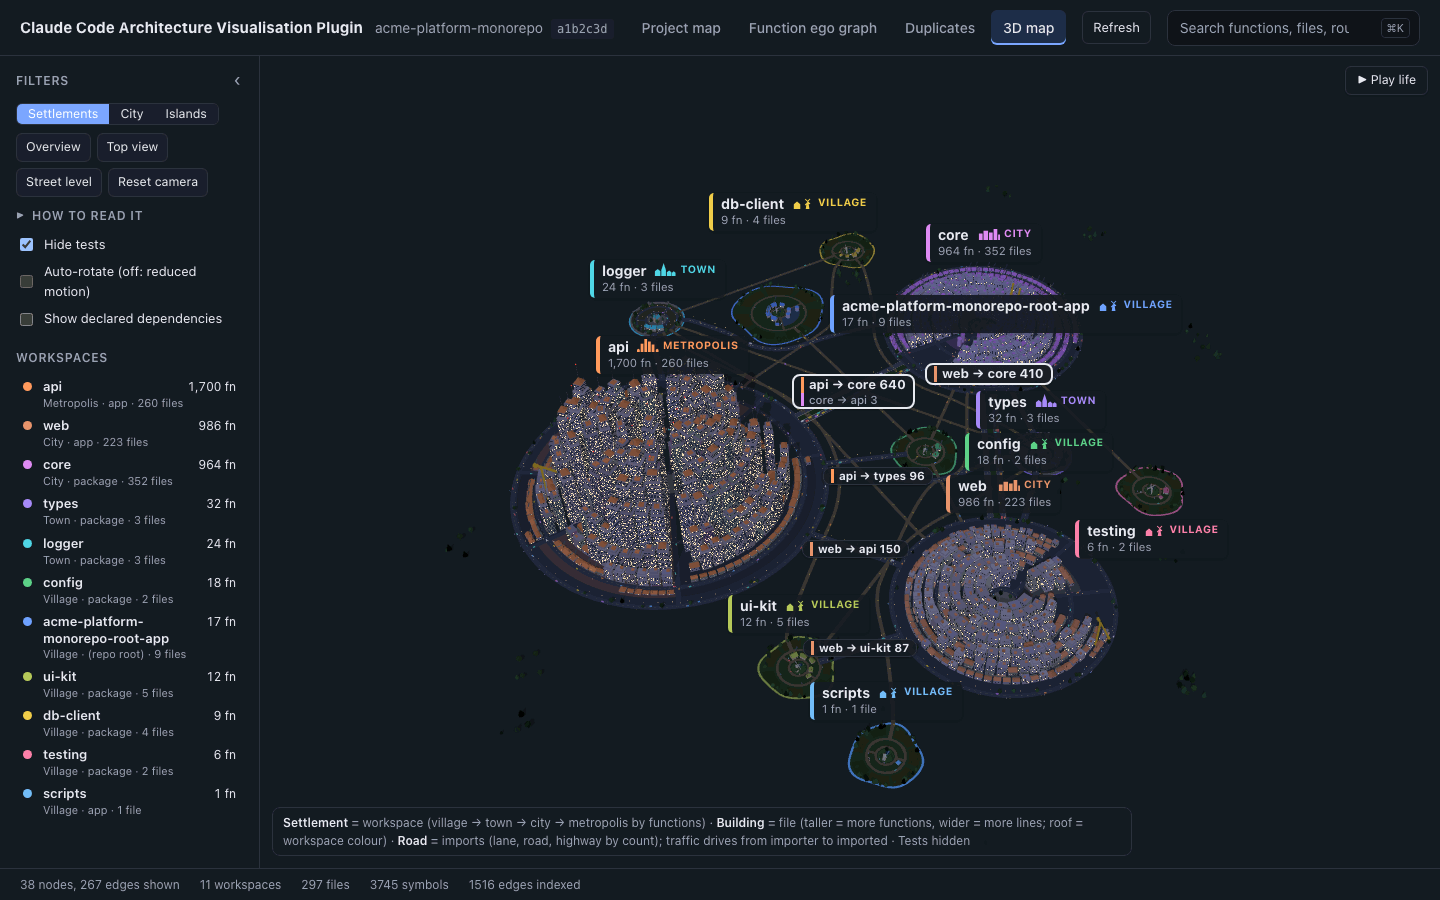 Claude Code Architecture Visualisation Plugin
acme-platform-monorepo a1b2c3d
Project map
Function ego graph
Duplicates
3D map
Refresh
Search functions, files, rou
⌘K
FILTERS
Settlements City Islands
Overview Top view
Street level Reset camera
HOW TO READ IT
Hide tests
Auto-rotate (off: reduced
motion)
Show declared dependencies
WORKSPACES
api 1,700 fn
Metropolis · app · 260 files
web 986 fn
City · app · 223 files
core 964 fn
City · package · 352 files
types 32 fn
Town · package · 3 files
logger 24 fn
Town · package · 3 files
config 18 fn
Village · package · 2 files
acme-platform- 17 fn
monorepo-root-app
Village · (repo root) · 9 files
ui-kit 12 fn
Village · package · 5 files
db-client 9 fn
Village · package · 4 files
testing 6 fn
Village · package · 2 files
scripts 1 fn
Village · app · 1 file
Play life
db-client VILLAGE
9 fn · 4 files
core CITY
964 fn · 352 files
logger TOWN
24 fn · 3 files
acme-platform-monorepo-root-app VILLAGE
17 fn · 9 files
api METROPOLIS
1,700 fn · 260 files
web → core 410
api → core 640
core → api 3
types TOWN
32 fn · 3 files
config VILLAGE
18 fn · 2 files
api → types 96
web CITY
986 fn · 223 files
testing VILLAGE
6 fn · 2 files
web → api 150
ui-kit VILLAGE
12 fn · 5 files
web → ui-kit 87
scripts VILLAGE
1 fn · 1 file
Settlement = workspace (village → town → city → metropolis by functions) · Building = file (taller = more functions, wider = more lines; roof =
workspace colour) · Road = imports (lane, road, highway by count); traffic drives from importer to imported · Tests hidden
38 nodes, 267 edges shown 11 workspaces 297 files 3745 symbols 1516 edges indexed